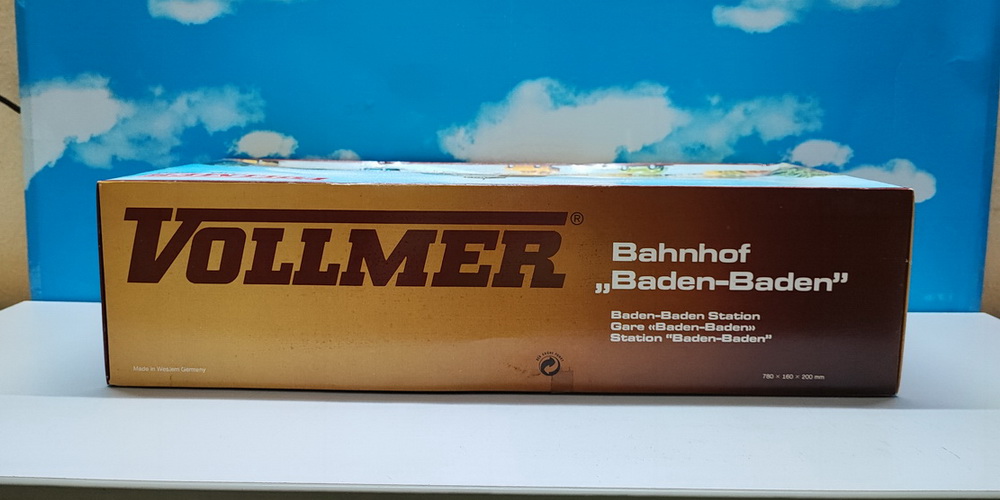 VOLLMER®
Bahnhof
„Baden-Baden”
Baden-Baden Station
Gare «Baden-Baden»
Station "Baden-Baden"
Made in Western Germany
780 × 160 × 200 mm